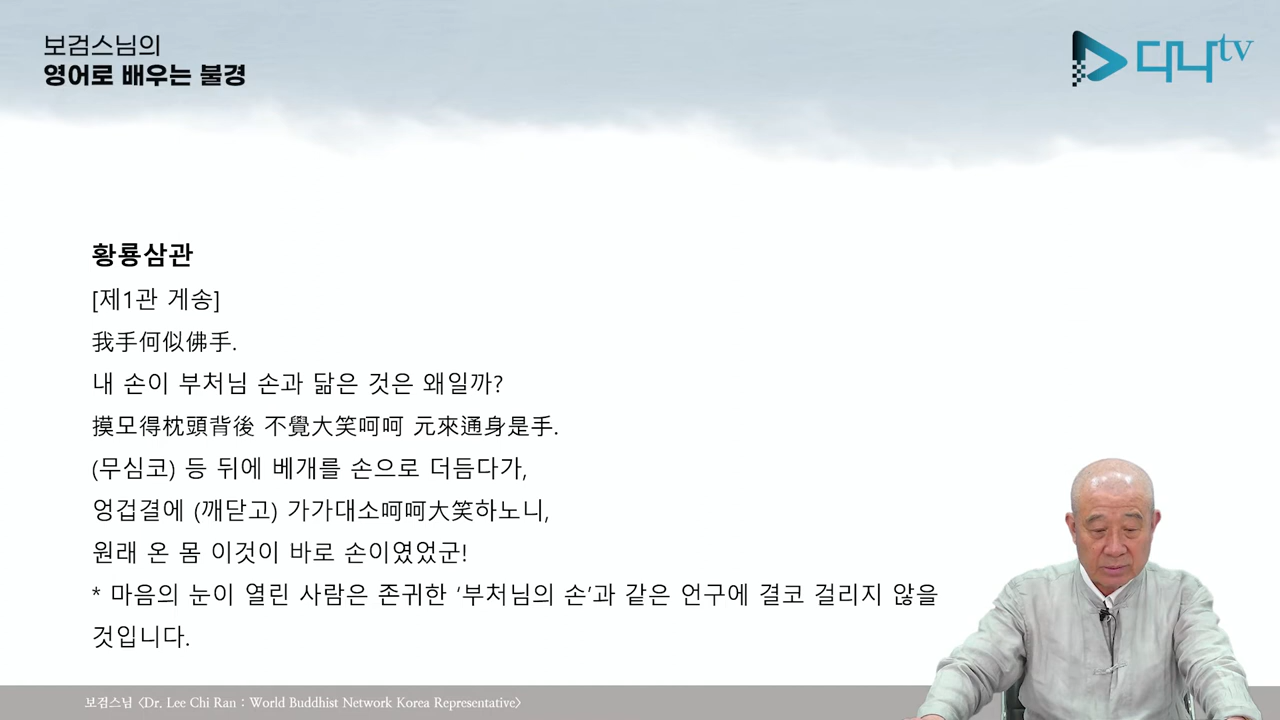 보검스님의
영어로 배우는 불경
다나tv
황룡삼관
[제1관 게송]
我手何似佛手.
내 손이 부처님 손과 닮은 것은 왜일까?
摸모得枕頭背後 不覺大笑呵呵 元來通身是手.
(무심코) 등 뒤에 베개를 손으로 더듬다가,
엉겁결에 (깨닫고) 가가대소呵呵大笑하노니,
원래 온 몸 이것이 바로 손이였었군!
* 마음의 눈이 열린 사람은 존귀한 ‘부처님의 손’과 같은 언구에 결코 걸리지 않을
것입니다.
보검스님 <Dr. Lee Chi Ran : World Buddhist Network Korea Representative>